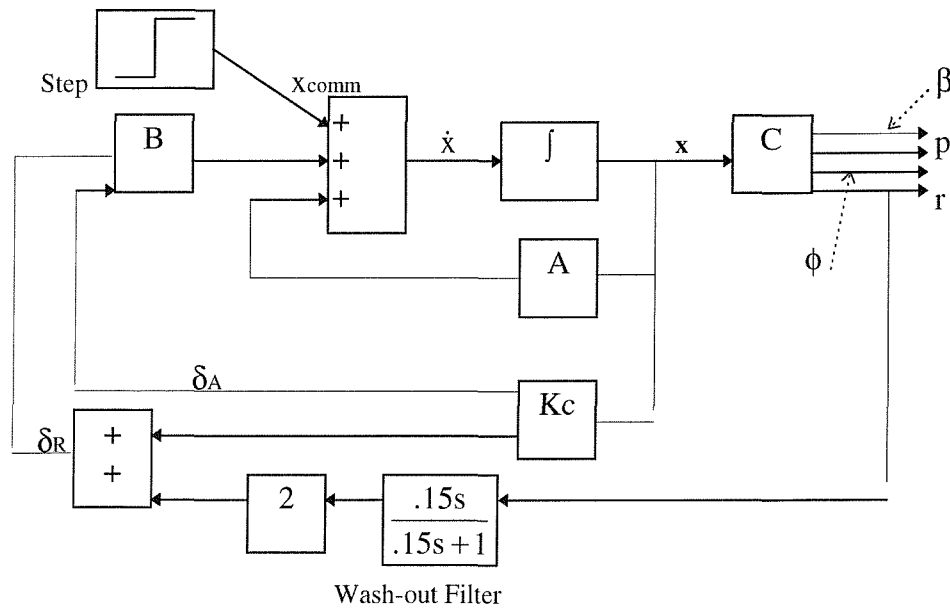 Step
Xcomm
β
B
+
+
+
Ẋ
∫
x
C
p
r
A
ϕ
δA
Kc
δR
+
+
2
.15s
.15s+1
Wash-out Filter